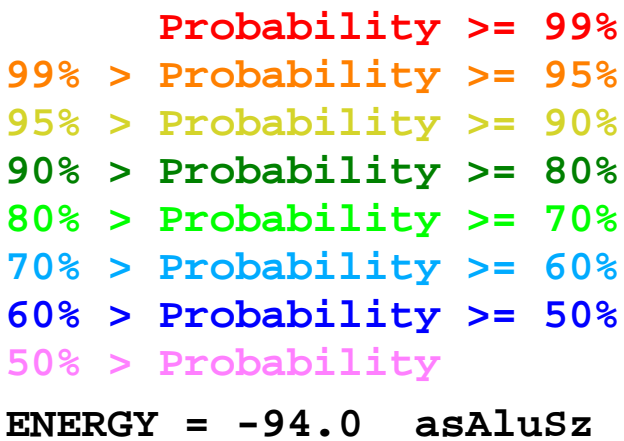 Probability >= 99%
99% > Probability >= 95%
95% > Probability >= 90%
90% > Probability >= 80%
80% > Probability >= 70%
70% > Probability >= 60%
60% > Probability >= 50%
50% > Probability
ENERGY = -94.0 asAluSz